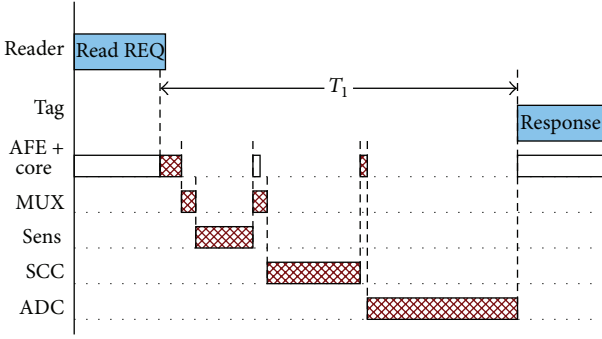 Reader
Read REQ
T1
Tag
Response
AFE +
core
MUX
Sens
SCC
ADC